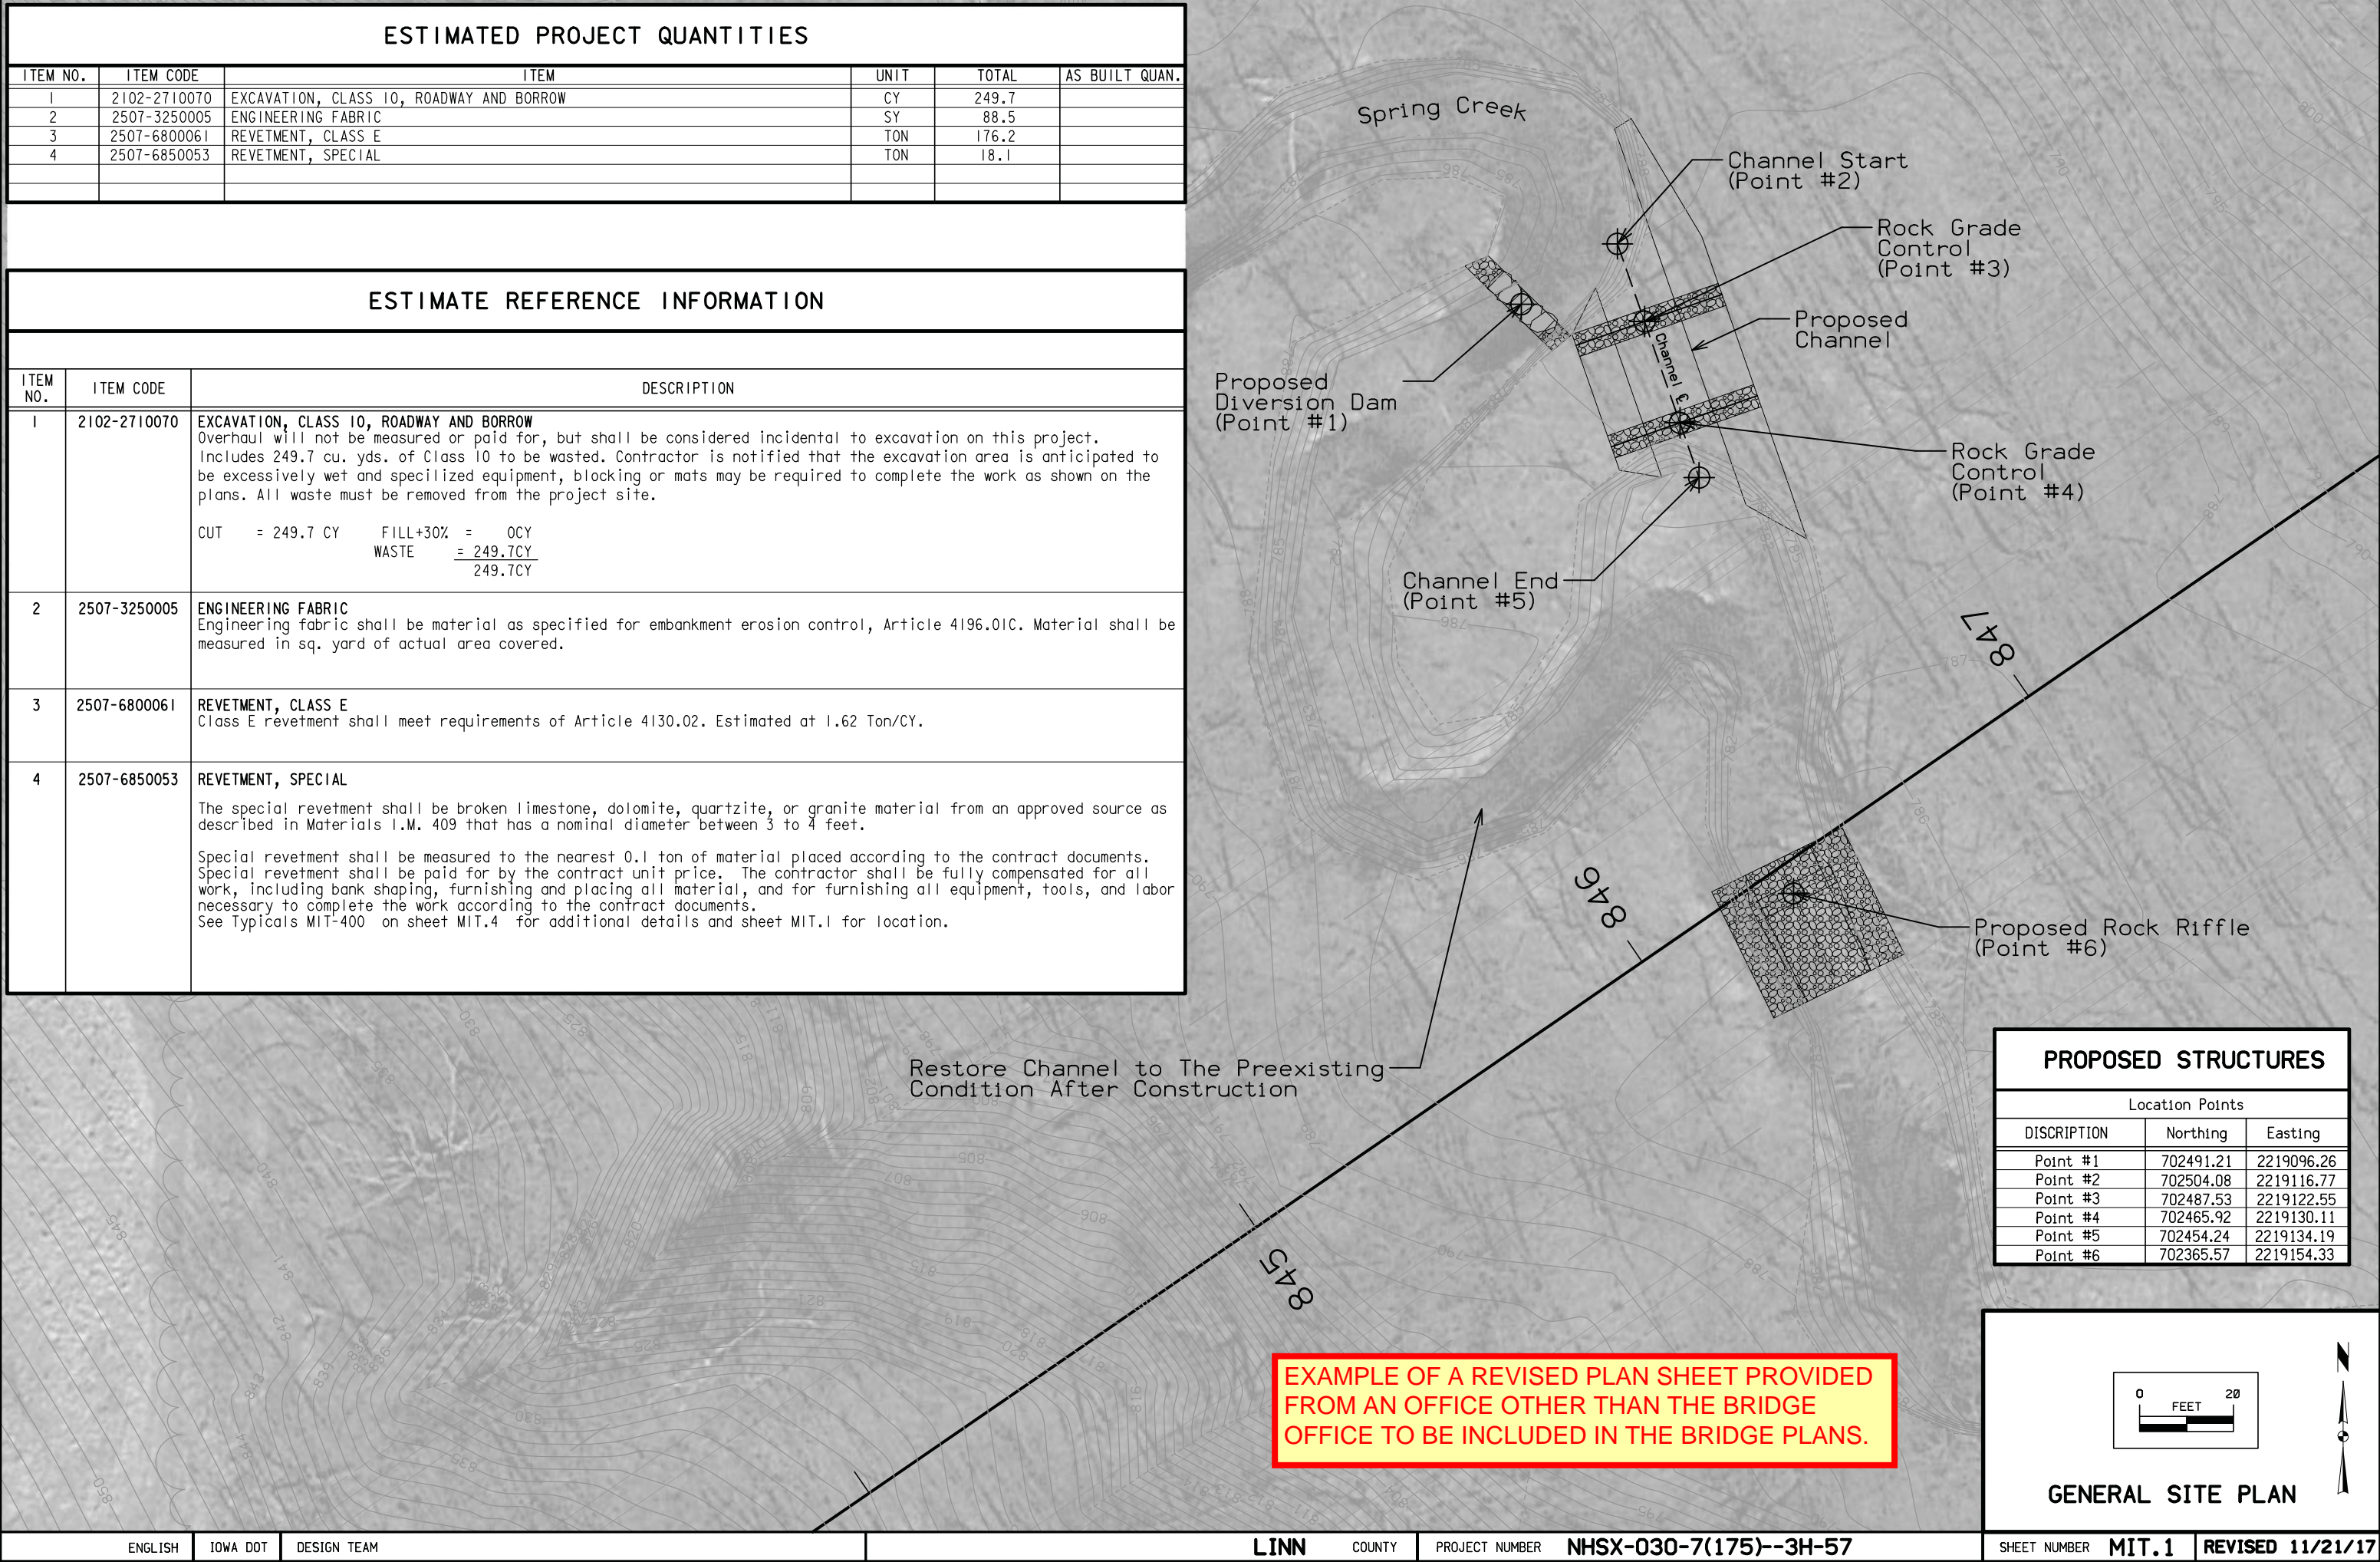 ESTIMATED PROJECT QUANTITIES
ITEM NO. ITEM CODE ITEM UNIT TOTAL AS BUILT QUAN.
1 2102-2710070 EXCAVATION, CLASS 10, ROADWAY AND BORROW CY 249.7
2 2507-3250005 ENGINEERING FABRIC SY 88.5
3 2507-6800061 REVETMENT, CLASS E TON 176.2
4 2507-6850053 REVETMENT, SPECIAL TON 18.1
ESTIMATE REFERENCE INFORMATION
ITEM NO. ITEM CODE DESCRIPTION
1 2102-2710070 EXCAVATION, CLASS 10, ROADWAY AND BORROW
Overhaul will not be measured or paid for, but shall be considered incidental to excavation on this project.
Includes 249.7 cu. yds. of Class 10 to be wasted. Contractor is notified that the excavation area is anticipated to
be excessively wet and specilized equipment, blocking or mats may be required to complete the work as shown on the
plans. All waste must be removed from the project site.
CUT = 249.7 CY FILL+30% = 0CY
WASTE = 249.7CY
249.7CY
2 2507-3250005 ENGINEERING FABRIC
Engineering fabric shall be material as specified for embankment erosion control, Article 4196.01C. Material shall be
measured in sq. yard of actual area covered.
3 2507-6800061 REVETMENT, CLASS E
Class E revetment shall meet requirements of Article 4130.02. Estimated at 1.62 Ton/CY.
4 2507-6850053 REVETMENT, SPECIAL
The special revetment shall be broken limestone, dolomite, quartzite, or granite material from an approved source as
described in Materials I.M. 409 that has a nominal diameter between 3 to 4 feet.
Special revetment shall be measured to the nearest 0.1 ton of material placed according to the contract documents.
Special revetment shall be paid for by the contract unit price. The contractor shall be fully compensated for all
work, including bank shaping, furnishing and placing all material, and for furnishing all equipment, tools, and labor
necessary to complete the work according to the contract documents.
See Typicals MIT-400 on sheet MIT.4 for additional details and sheet MIT.1 for location.
Spring Creek
Channel Start
(Point #2)
Rock Grade
Control
(Point #3)
Proposed
Channel
Channel ℄
Proposed
Diversion Dam
(Point #1)
Rock Grade
Control
(Point #4)
Channel End
(Point #5)
847
846
845
Proposed Rock Riffle
(Point #6)
Restore Channel to The Preexisting
Condition After Construction
PROPOSED STRUCTURES
Location Points
DISCRIPTION Northing Easting
Point #1 702491.21 2219096.26
Point #2 702504.08 2219116.77
Point #3 702487.53 2219122.55
Point #4 702465.92 2219130.11
Point #5 702454.24 2219134.19
Point #6 702365.57 2219154.33
EXAMPLE OF A REVISED PLAN SHEET PROVIDED
FROM AN OFFICE OTHER THAN THE BRIDGE
OFFICE TO BE INCLUDED IN THE BRIDGE PLANS.
N
0 20
FEET
GENERAL SITE PLAN
ENGLISH IOWA DOT DESIGN TEAM LINN COUNTY PROJECT NUMBER NHSX-030-7(175)--3H-57 SHEET NUMBER MIT.1 REVISED 11/21/17